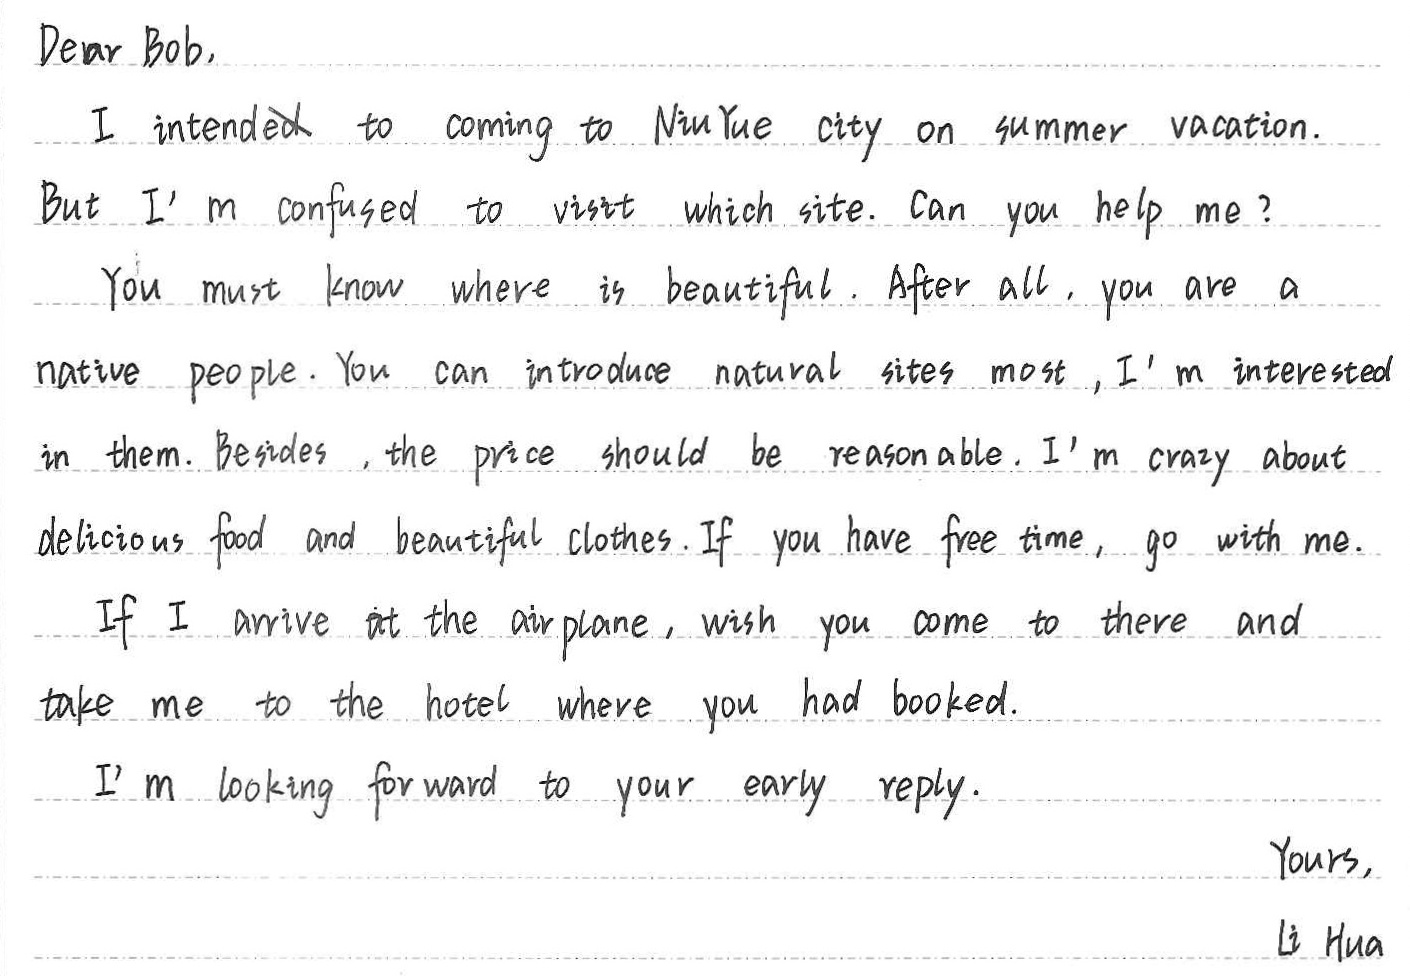 Dear Bob,
I intend to coming to NiuYue city on summer vacation.
But I'm confused to visit which site. Can you help me?
You must know where is beautiful. After all, you are a
native people. You can introduce natural sites most, I'm interested
in them. Besides, the price should be reasonable. I'm crazy about
delicious food and beautiful clothes. If you have free time, go with me.
If I arrive at the airplane, wish you come to there and
take me to the hotel where you had booked.
I'm looking forward to your early reply.
Yours,
Li Hua